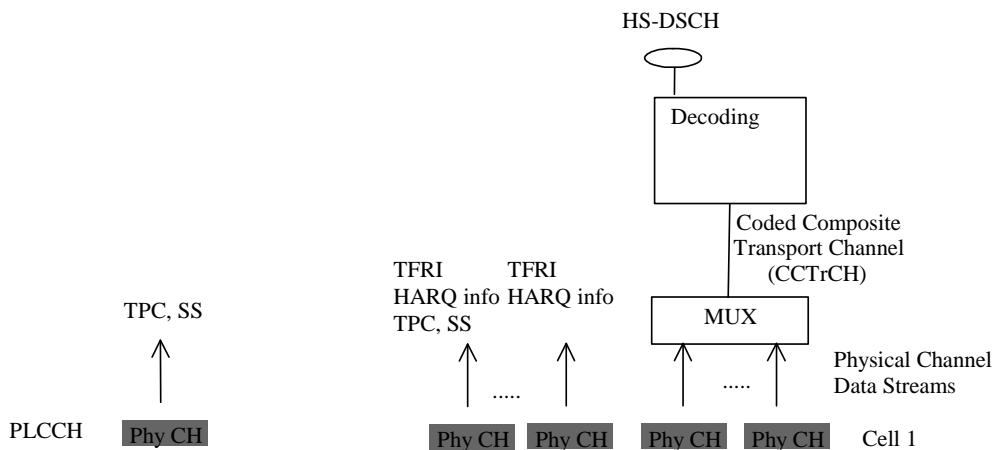 HS-DSCH
Decoding
Coded Composite
Transport Channel
(CCTrCH)
TFRI
HARQ info
TPC, SS
TFRI
HARQ info
TPC, SS
MUX
Physical Channel
Data Streams
.....
.....
PLCCH
Phy CH
Phy CH
Phy CH
Phy CH
Phy CH
Cell 1